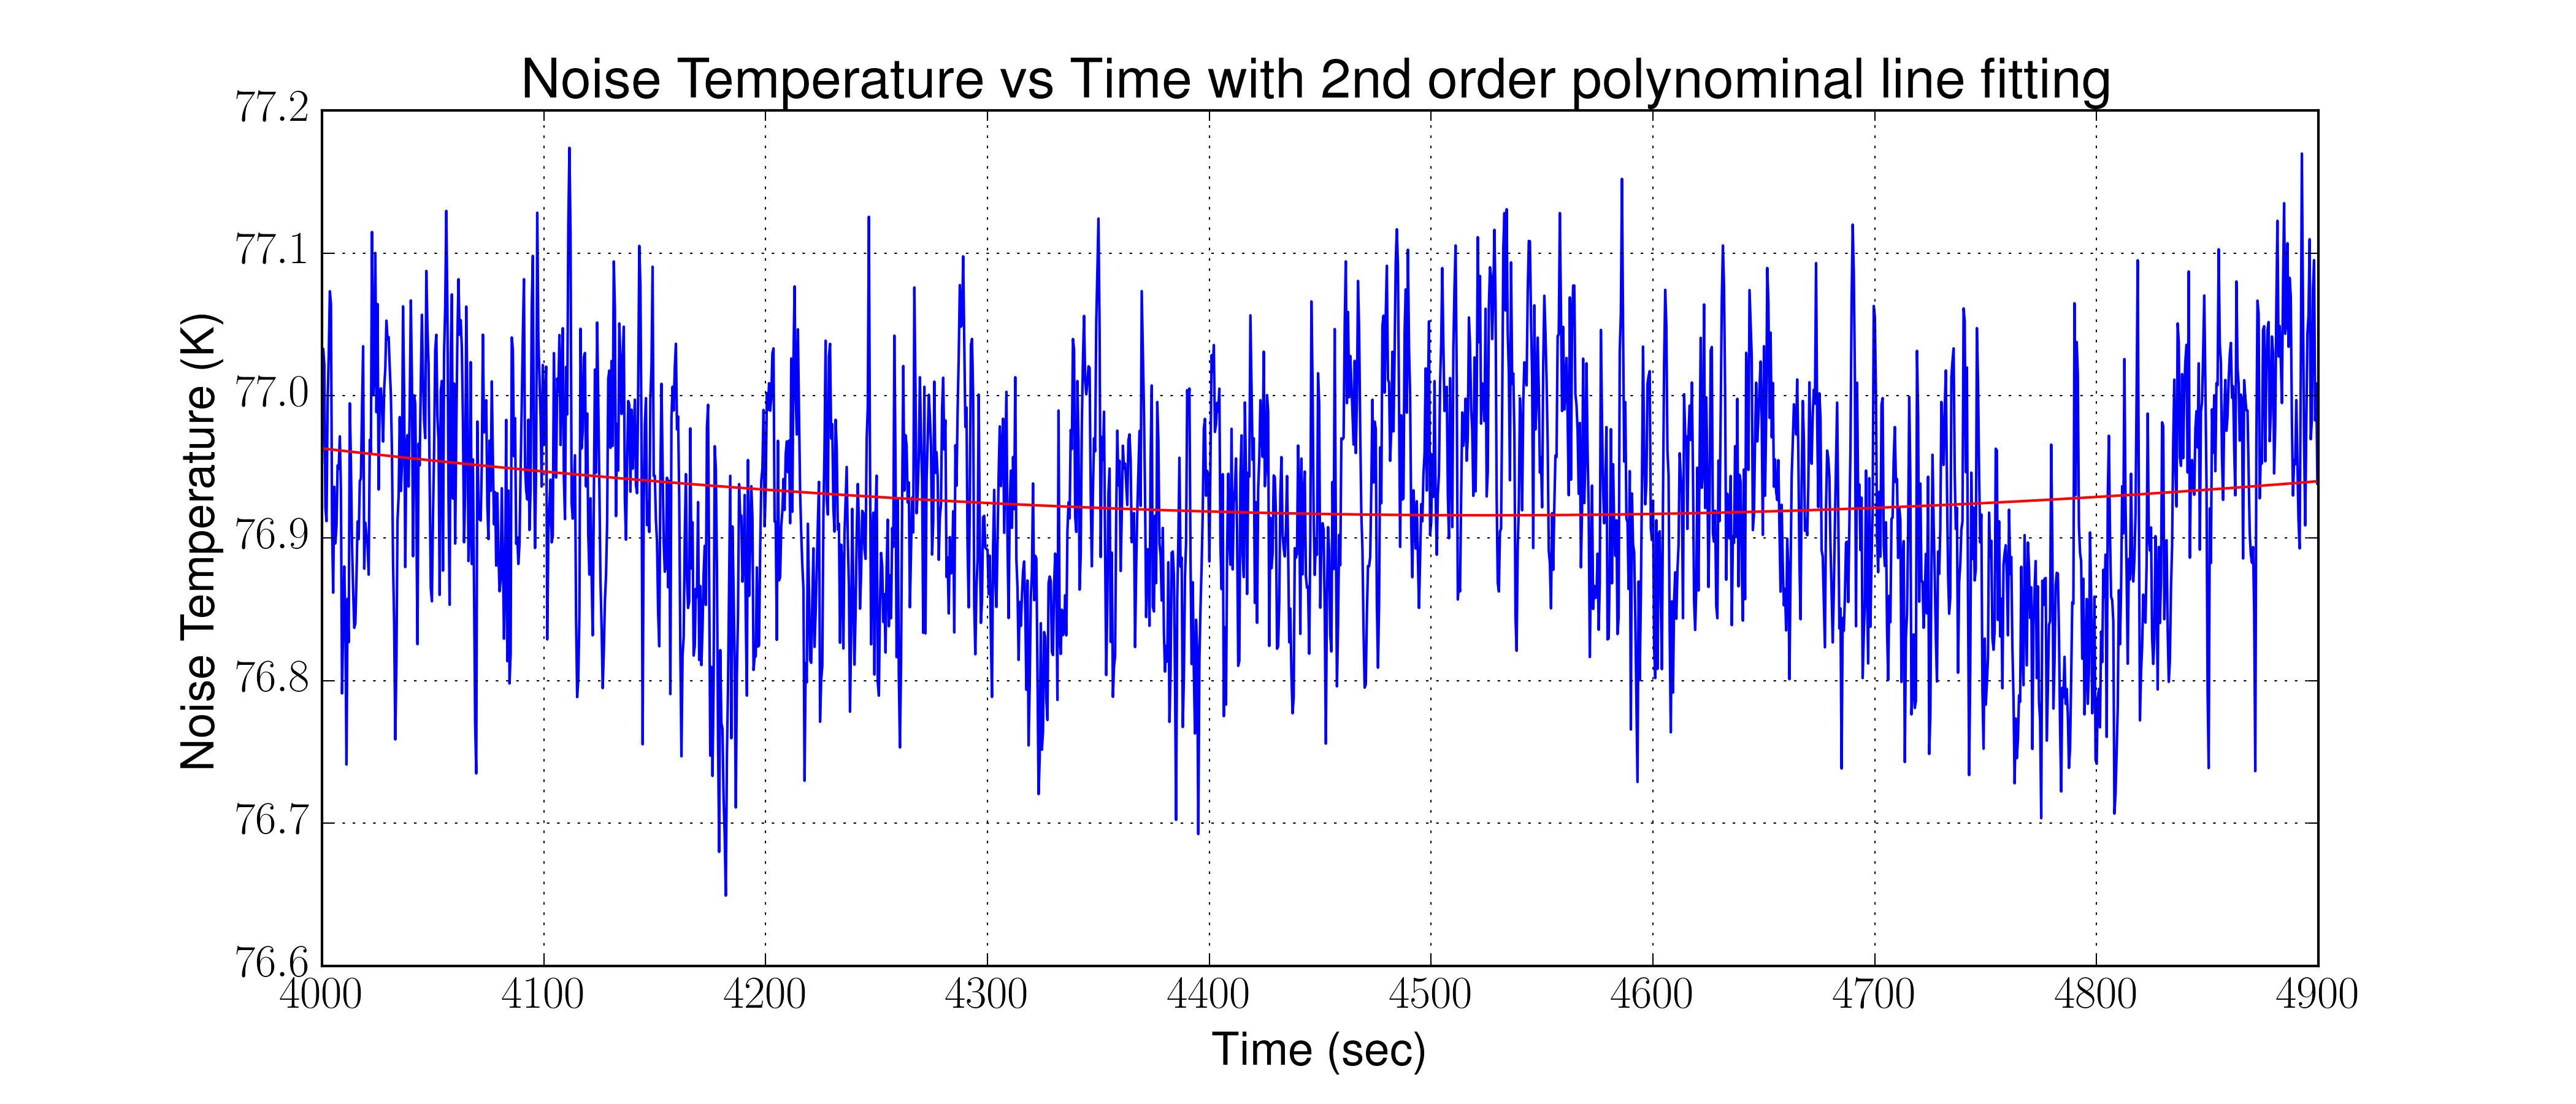 Noise Temperature vs Time with 2nd order polynominal line fitting
77.2
77.1
77.0
76.9
76.8
76.7
76.6
Noise Temperature (K)
4000 4100 4200 4300 4400 4500 4600 4700 4800 4900
Time (sec)